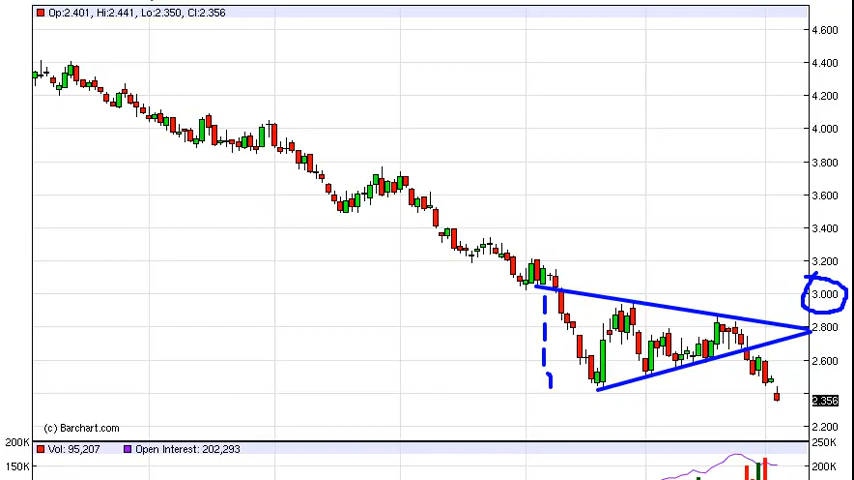 Op:2.401, Hi:2.441, Lo:2.350, Cl:2.356
4.600
4.400
4.200
4.000
3.800
3.600
3.400
3.200
3.000
2.800
2.600
2.356
2.200
(c) Barchart.com
200K
Vol: 95,207
Open Interest: 202,293
250K
150K
200K